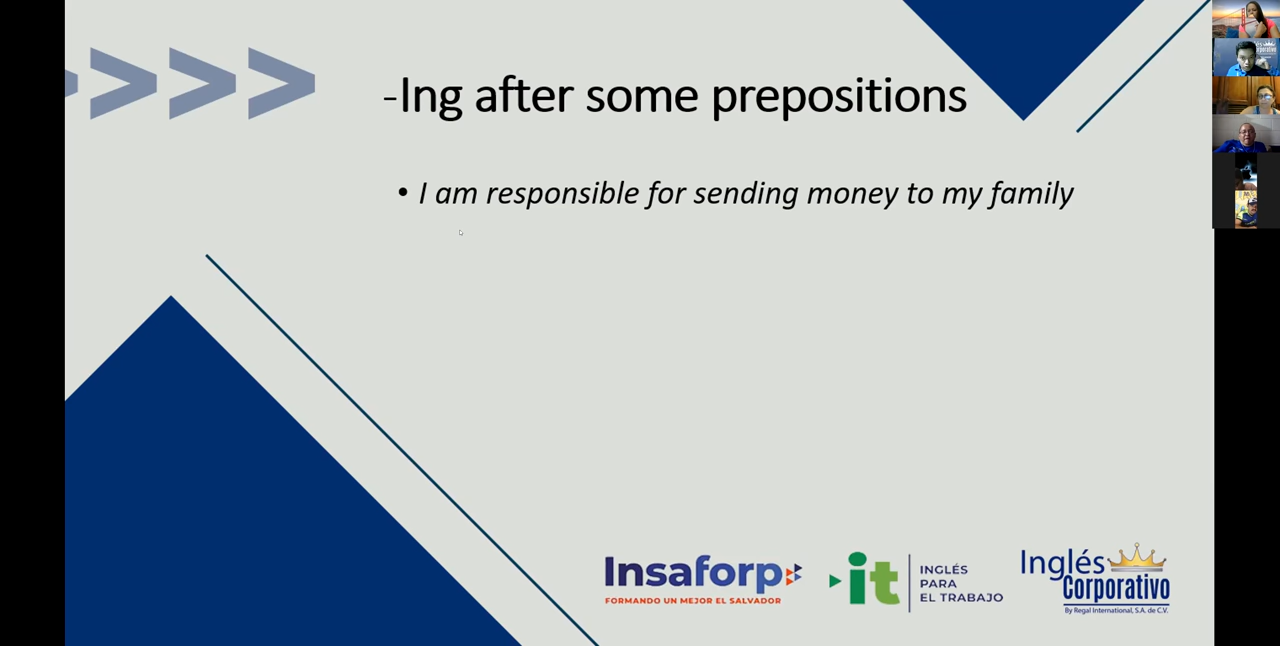 -Ing after some prepositions
• I am responsible for sending money to my family
Insaforp
FORMANDO UN MEJOR EL SALVADOR
it
INGLÉS
PARA
EL TRABAJO
Inglés
Corporativo
By Regal International, S.A. de C.V.